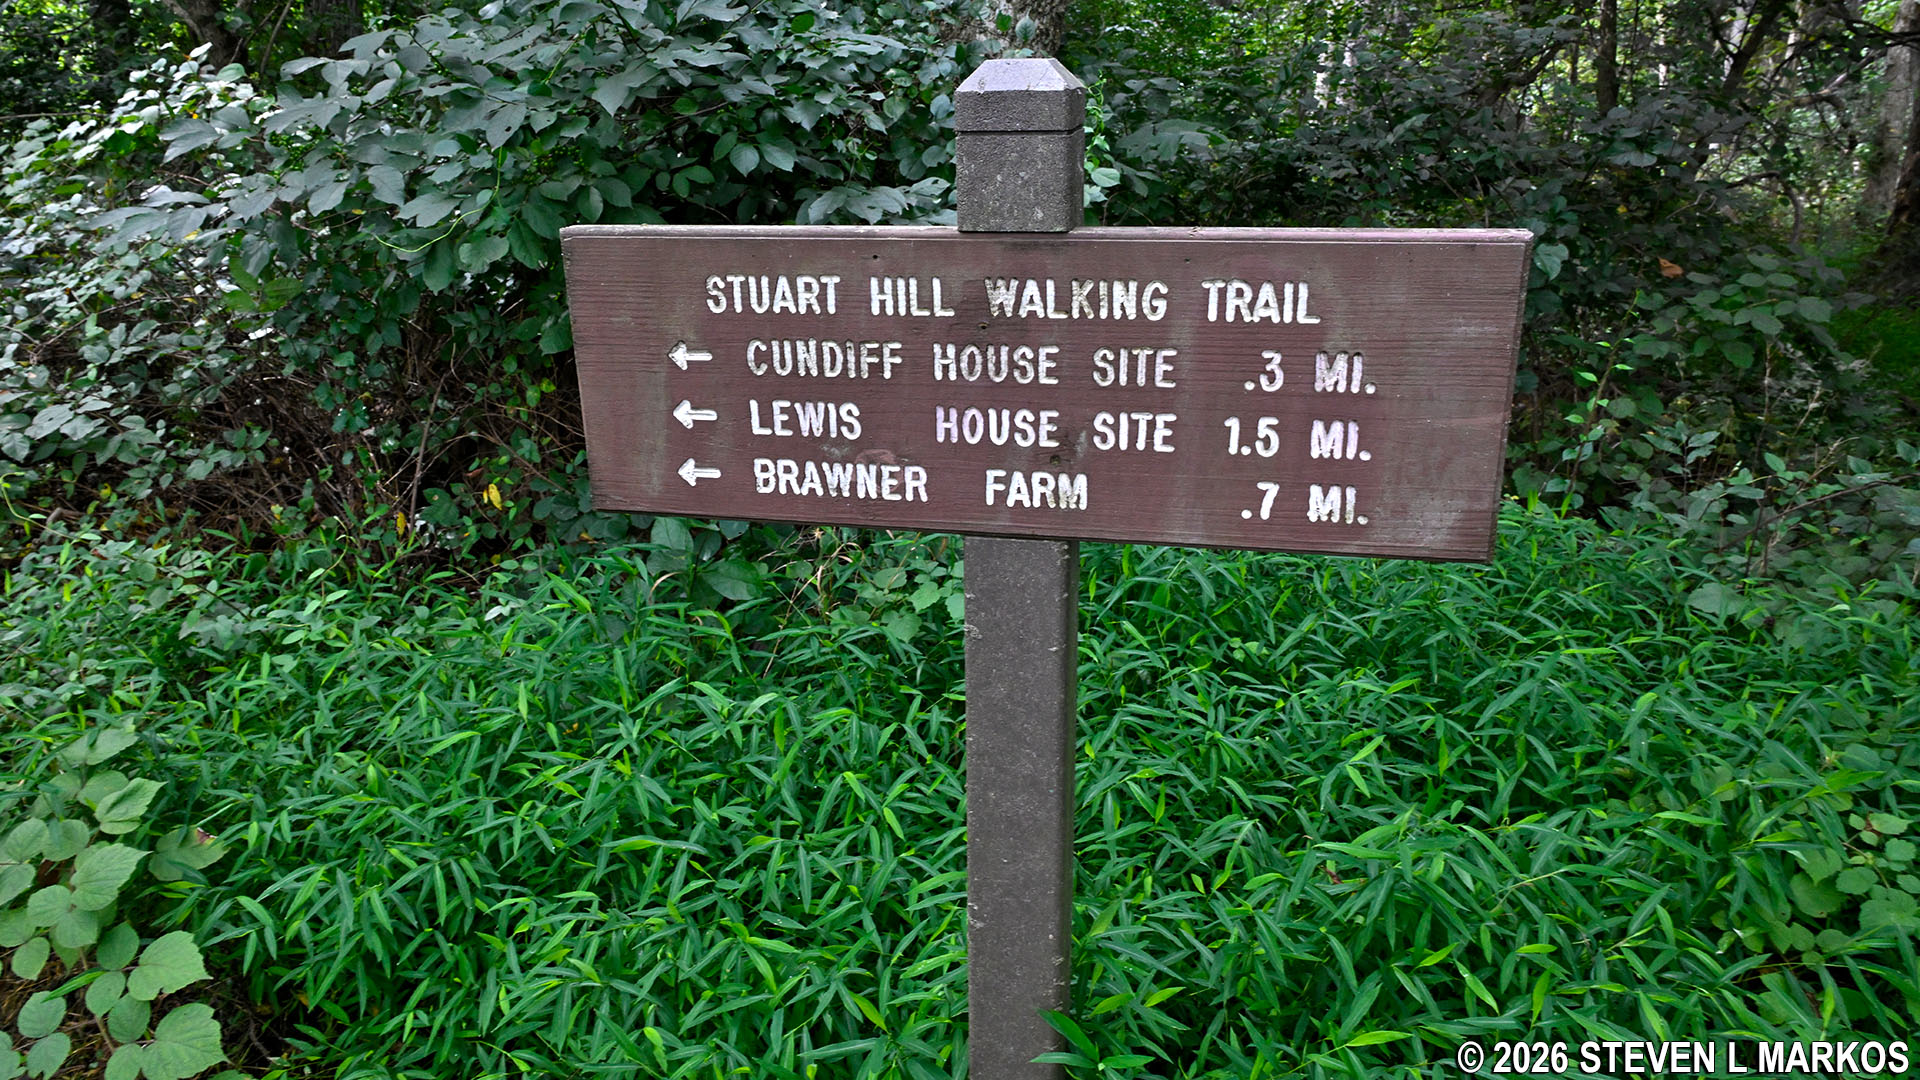 STUART HILL WALKING TRAIL
← CUNDIFF HOUSE SITE .3 MI.
← LEWIS HOUSE SITE 1.5 MI.
← BRAWNER FARM .7 MI.
© 2026 STEVEN L MARKOS